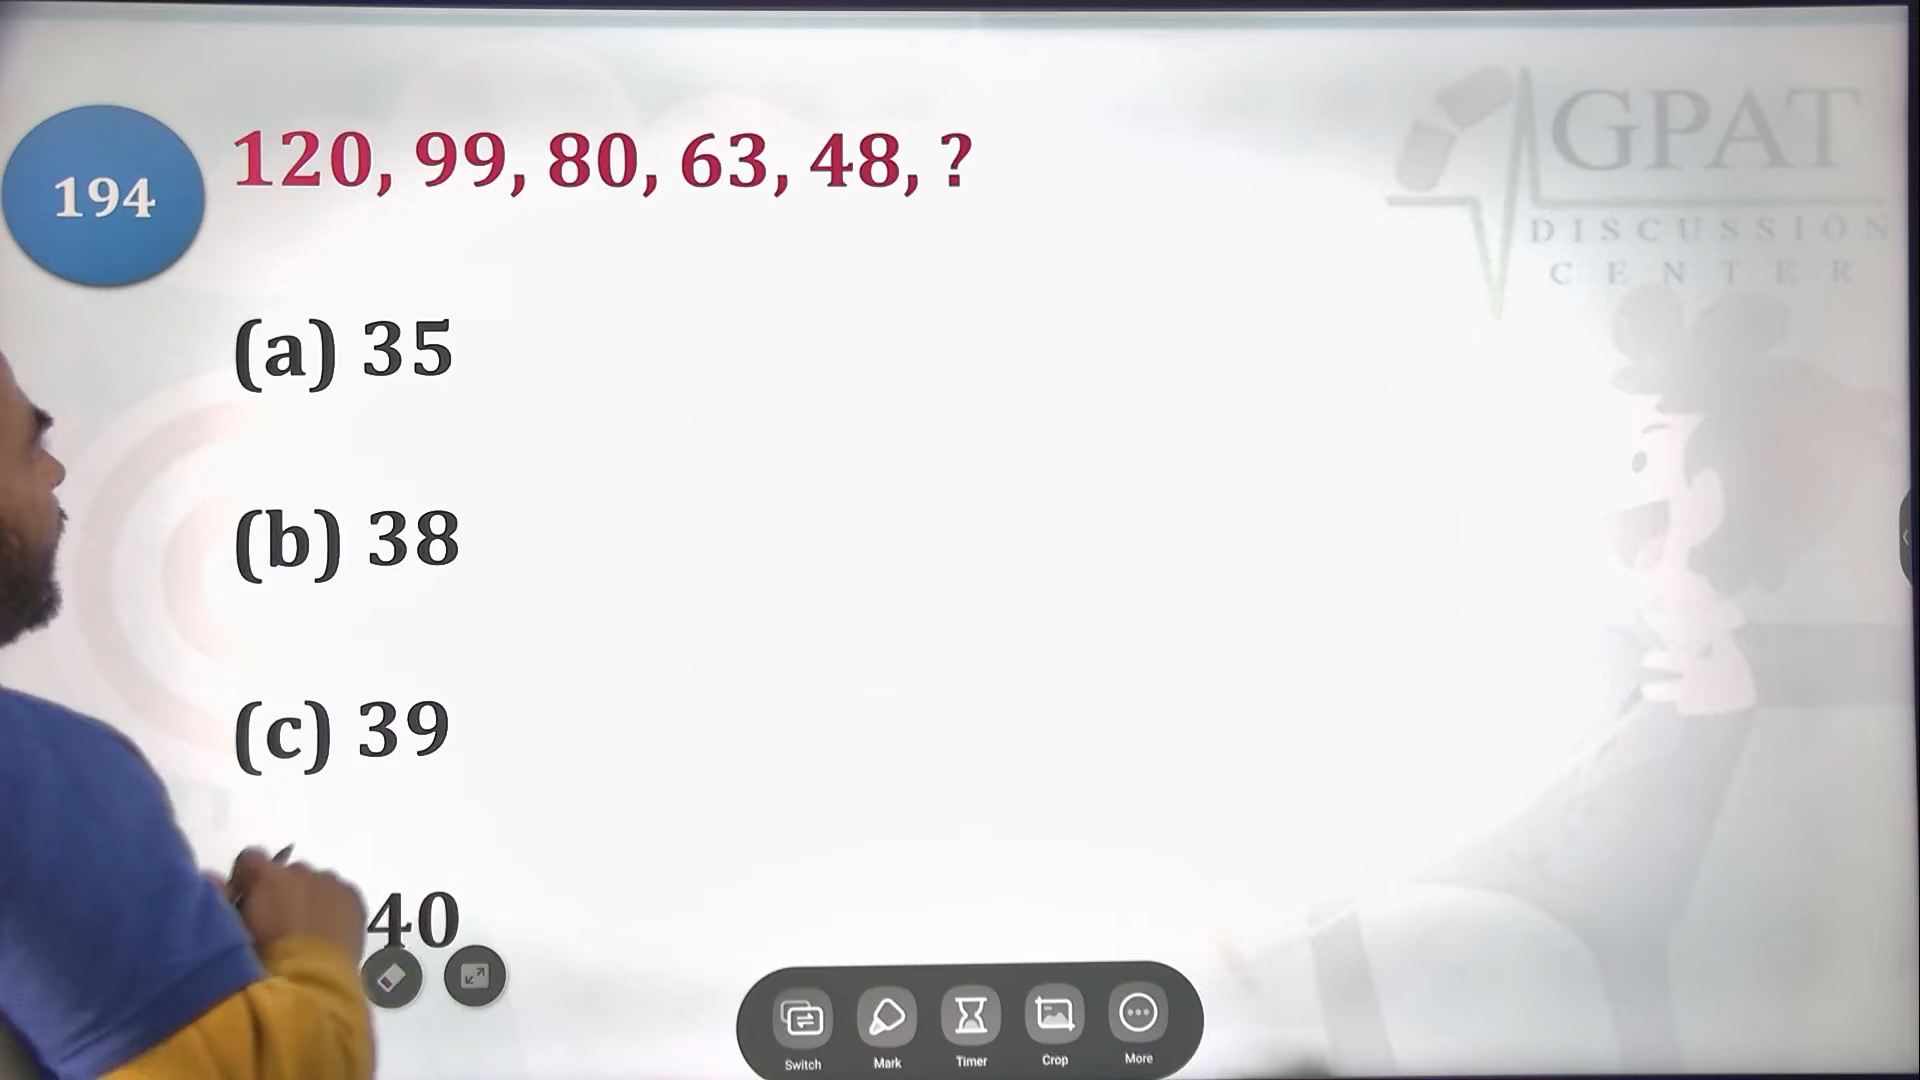 194
120, 99, 80, 63, 48, ?
GPAT
DISCUSSION
CENTER
(a) 35
(b) 38
(c) 39
40
Switch Mark Timer Crop More